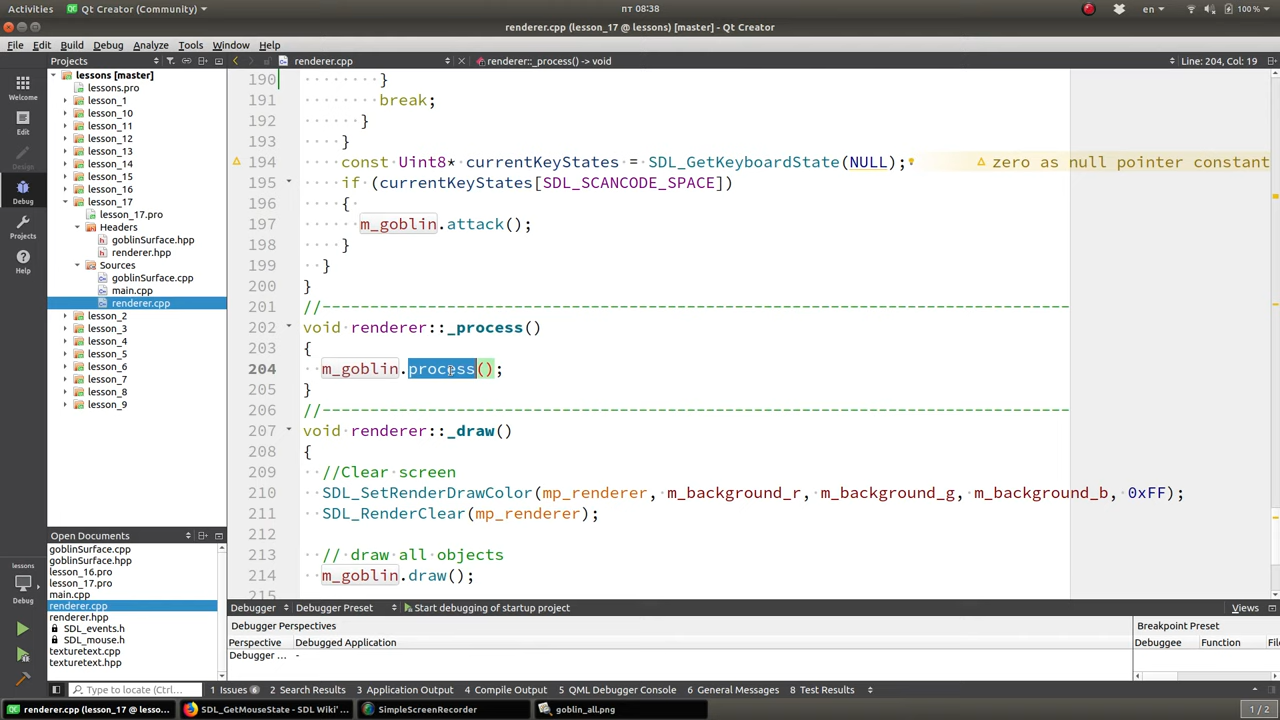 Activities
Qt Creator (Community)
пт 08:38
en
100 %
renderer.cpp (lesson_17 @ lessons) [master] - Qt Creator
File Edit Build Debug Analyze Tools Window Help
Projects
renderer.cpp
renderer::_process() -> void
Line: 204, Col: 19
Welcome
Edit
Design
Debug
Projects
Help
lessons [master]
lessons.pro
lesson_1
lesson_10
lesson_11
lesson_12
lesson_13
lesson_14
lesson_15
lesson_16
lesson_17
lesson_17.pro
Headers
goblinSurface.hpp
renderer.hpp
Sources
goblinSurface.cpp
main.cpp
renderer.cpp
lesson_2
lesson_3
lesson_4
lesson_5
lesson_6
lesson_7
lesson_8
lesson_9
Open Documents
goblinSurface.cpp
goblinSurface.hpp
lesson_16.pro
lesson_17.pro
main.cpp
renderer.cpp
renderer.hpp
SDL_events.h
SDL_mouse.h
texturetext.cpp
texturetext.hpp
lessons
Debug
190 }
191 break;
192 }
193 }
194 const Uint8* currentKeyStates = SDL_GetKeyboardState(NULL); zero as null pointer constant
195 if (currentKeyStates[SDL_SCANCODE_SPACE])
196 {
197 m_goblin.attack();
198 }
199 }
200 }
201 //------------------------------------------------------------------------------
202 void renderer::_process()
203 {
204 m_goblin.process();
205 }
206 //------------------------------------------------------------------------------
207 void renderer::_draw()
208 {
209 //Clear screen
210 SDL_SetRenderDrawColor(mp_renderer, m_background_r, m_background_g, m_background_b, 0xFF);
211 SDL_RenderClear(mp_renderer);
212
213 // draw all objects
214 m_goblin.draw();
215
Debugger
Debugger Preset
Start debugging of startup project
Views
Debugger Perspectives
Breakpoint Preset
Perspective Debugged Application
Debuggee Function
Debugger ... -
Type to locate (Ctrl...
1 Issues 6
2 Search Results
3 Application Output
4 Compile Output
5 QML Debugger Console
6 General Messages
8 Test Results
renderer.cpp (lesson_17 @ lesso...
SDL_GetMouseState - SDL Wiki'...
SimpleScreenRecorder
goblin_all.png
1 / 2